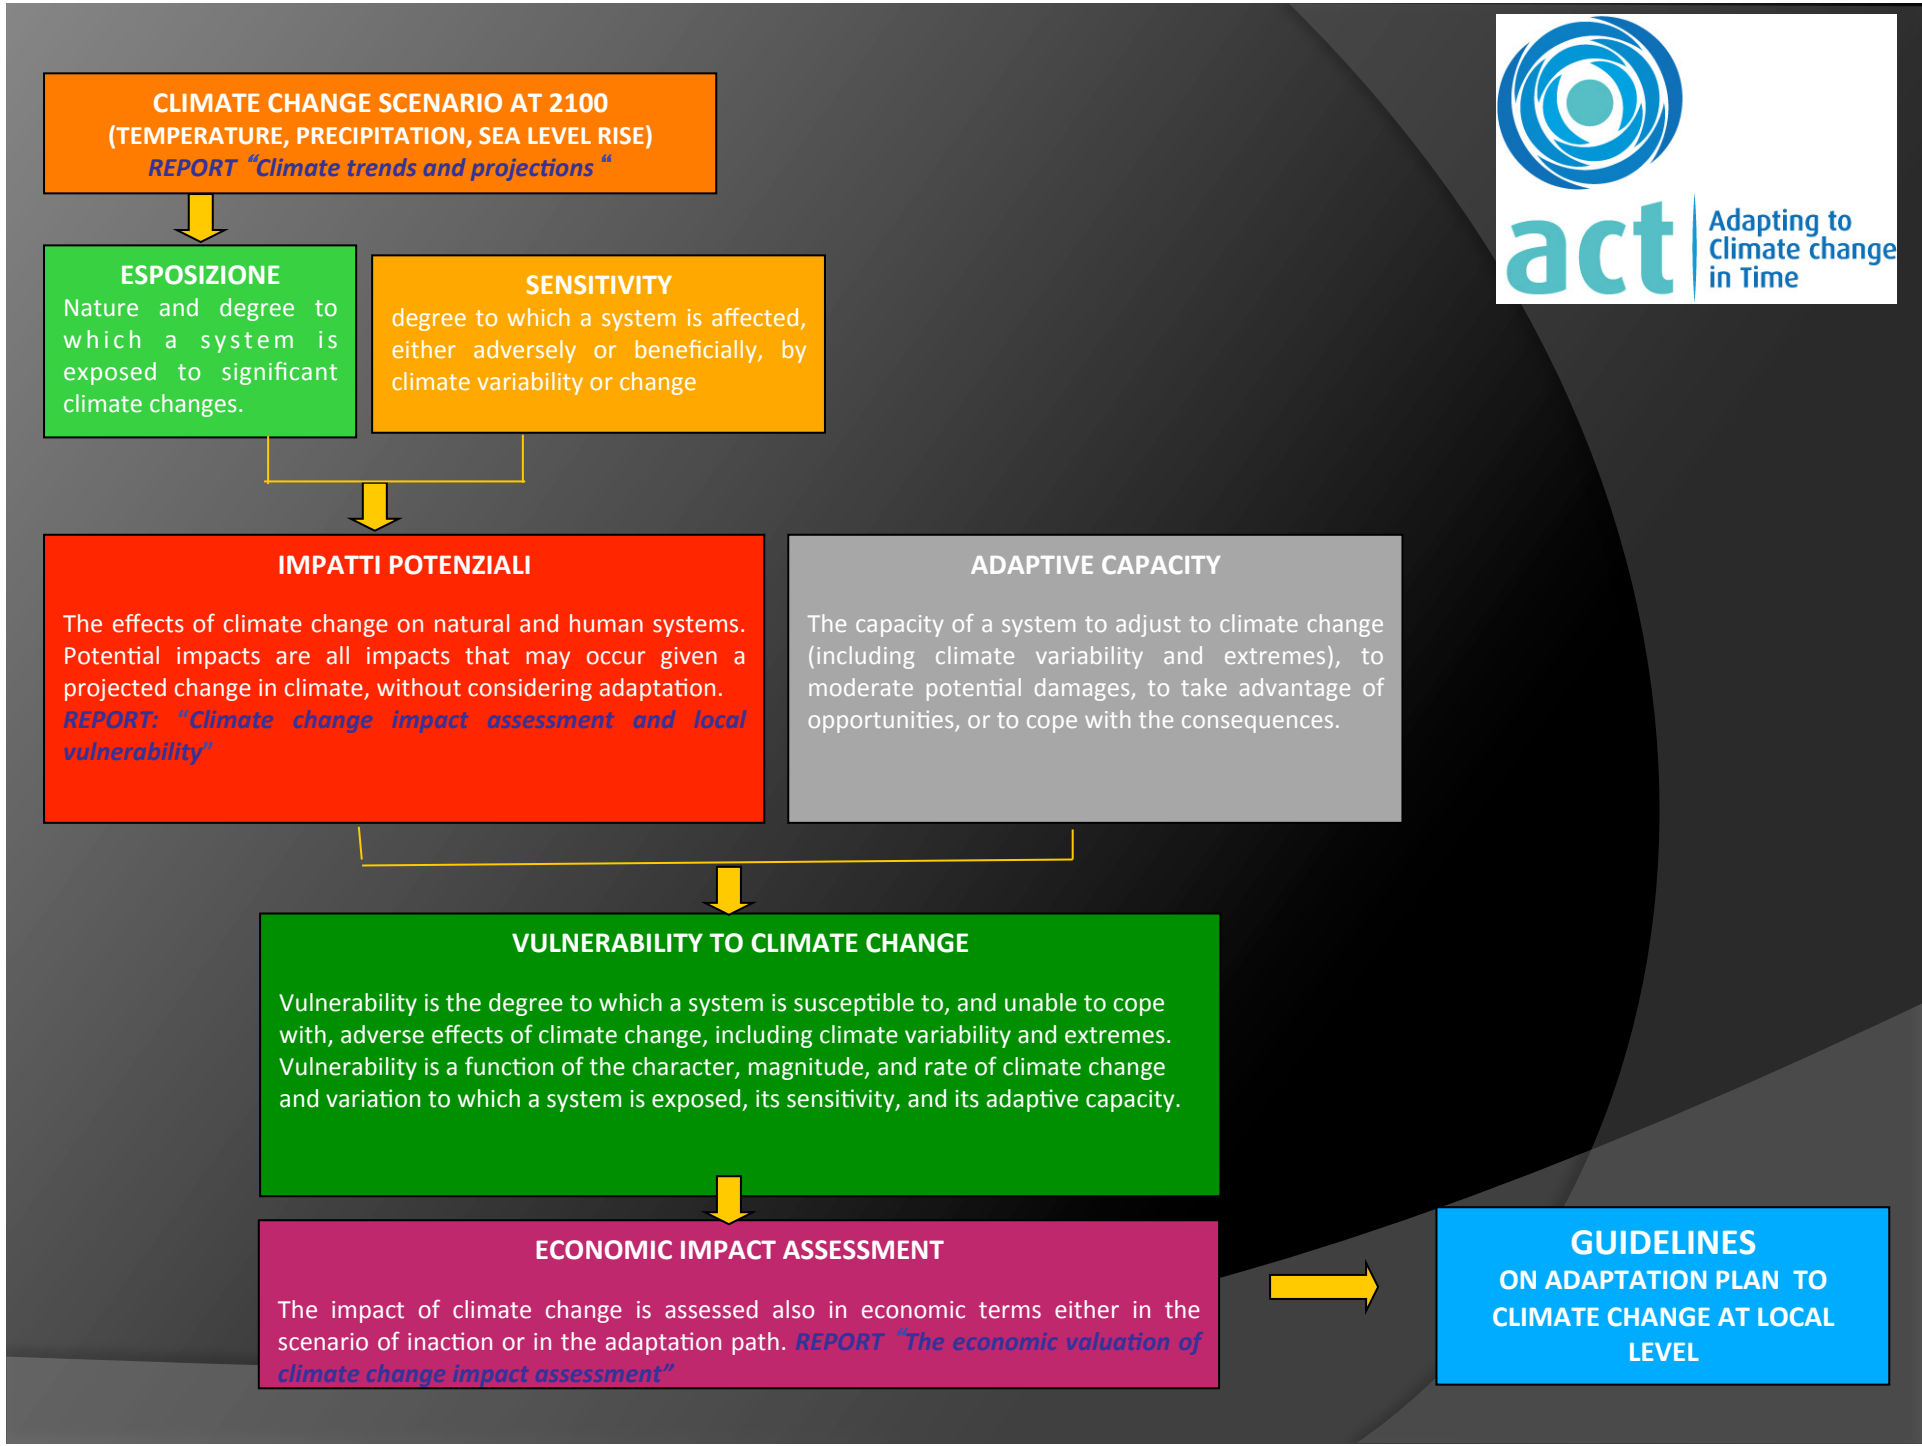 CLIMATE CHANGE SCENARIO AT 2100
(TEMPERATURE, PRECIPITATION, SEA LEVEL RISE)
REPORT “Climate trends and projections “
act
Adapting to
Climate change
in Time
ESPOSIZIONE
Nature and degree to
which a system is
exposed to significant
climate changes.
SENSITIVITY
degree to which a system is affected,
either adversely or beneficially, by
climate variability or change
IMPATTI POTENZIALI
The effects of climate change on natural and human systems.
Potential impacts are all impacts that may occur given a
projected change in climate, without considering adaptation.
REPORT: “Climate change impact assessment and local
vulnerability”
ADAPTIVE CAPACITY
The capacity of a system to adjust to climate change
(including climate variability and extremes), to
moderate potential damages, to take advantage of
opportunities, or to cope with the consequences.
VULNERABILITY TO CLIMATE CHANGE
Vulnerability is the degree to which a system is susceptible to, and unable to cope
with, adverse effects of climate change, including climate variability and extremes.
Vulnerability is a function of the character, magnitude, and rate of climate change
and variation to which a system is exposed, its sensitivity, and its adaptive capacity.
ECONOMIC IMPACT ASSESSMENT
The impact of climate change is assessed also in economic terms either in the
scenario of inaction or in the adaptation path. REPORT “The economic valuation of
climate change impact assessment”
GUIDELINES
ON ADAPTATION PLAN TO
CLIMATE CHANGE AT LOCAL
LEVEL